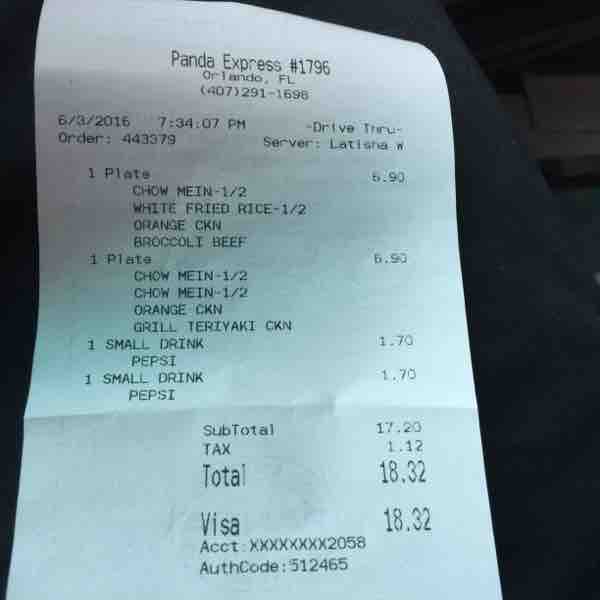 Panda Express #1796
Orlando, FL
(407)291-1698
6/3/2016 7:34:07 PM -Drive Thru-
Order: 443379 Server: Latisha W
1 Plate 6.90
CHOW MEIN-1/2
WHITE FRIED RICE-1/2
ORANGE CKN
BROCCOLI BEEF
1 Plate 6.90
CHOW MEIN-1/2
CHOW MEIN-1/2
ORANGE CKN
GRILL TERIYAKI CKN
1 SMALL DRINK 1.70
PEPSI
1 SMALL DRINK 1.70
PEPSI
SubTotal 17.20
TAX 1.12
Total 18.32
Visa 18.32
Acct:XXXXXXXX2058
AuthCode:512465